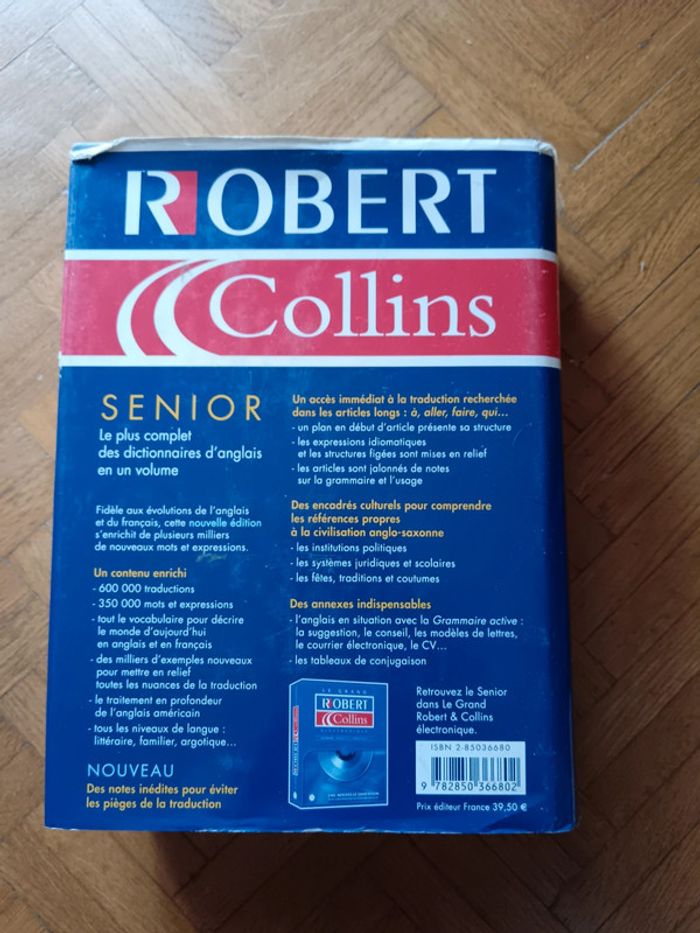 ROBERT
Collins
SENIOR
Le plus complet
des dictionnaires d'anglais
en un volume
Fidèle aux évolutions de l'anglais
et du français, cette nouvelle édition
s'enrichit de plusieurs milliers
de nouveaux mots et expressions.
Un contenu enrichi
- 600 000 traductions
- 350 000 mots et expressions
- tout le vocabulaire pour décrire
le monde d'aujourd'hui
en anglais et en français
- des milliers d'exemples nouveaux
pour mettre en relief
toutes les nuances de la traduction
- le traitement en profondeur
de l'anglais américain
- tous les niveaux de langue :
littéraire, familier, argotique...
NOUVEAU
Des notes inédites pour éviter
les pièges de la traduction
Un accès immédiat à la traduction recherchée
dans les articles longs : à, aller, faire, qui...
- un plan en début d'article présente sa structure
- les expressions idiomatiques
et les structures figées sont mises en relief
- les articles sont jalonnés de notes
sur la grammaire et l'usage
Des encadrés culturels pour comprendre
les références propres
à la civilisation anglo-saxonne
- les institutions politiques
- les systèmes juridiques et scolaires
- les fêtes, traditions et coutumes
Des annexes indispensables
- l'anglais en situation avec la Grammaire active :
la suggestion, le conseil, les modèles de lettres,
le courrier électronique, le CV...
- les tableaux de conjugaison
LE GRAND
ROBERT
Collins
ÉLECTRONIQUE
Retrouvez le Senior
dans Le Grand
Robert & Collins
électronique.
ISBN 2-85036680
9 782850 366802
Prix éditeur France 39,50 €